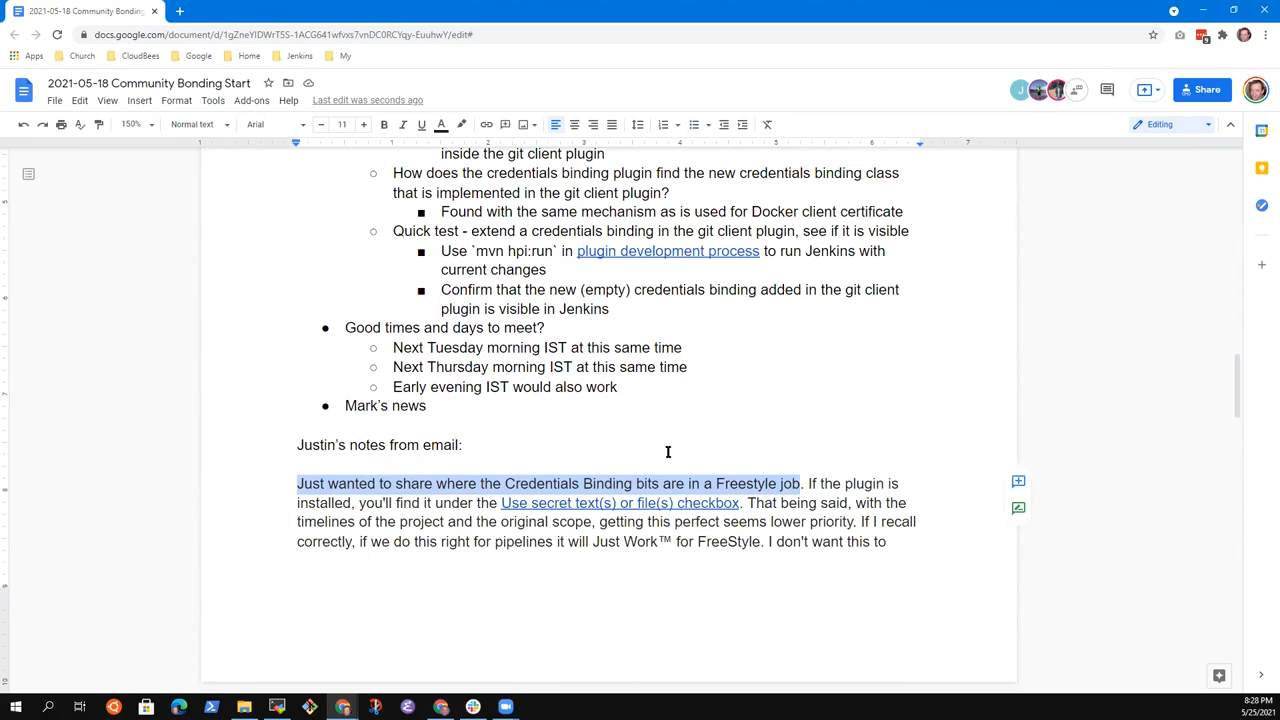 2021-05-18 Community Bonding
docs.google.com/document/d/1gZneYIDWrTSS-1ACG641wfvxs7vnDC0RCYqy-EuuhwY/edit#
Apps Church CloudBees Google Home Jenkins My
2021-05-18 Community Bonding Start
File Edit View Insert Format Tools Add-ons Help Last edit was seconds ago
Share
150% Normal text Arial 11 Editing
1 1 2 3 4 5 6 7
inside the git client plugin
○ How does the credentials binding plugin find the new credentials binding class
that is implemented in the git client plugin?
■ Found with the same mechanism as is used for Docker client certificate
○ Quick test - extend a credentials binding in the git client plugin, see if it is visible
■ Use `mvn hpi:run` in plugin development process to run Jenkins with
current changes
■ Confirm that the new (empty) credentials binding added in the git client
plugin is visible in Jenkins
● Good times and days to meet?
○ Next Tuesday morning IST at this same time
○ Next Thursday morning IST at this same time
○ Early evening IST would also work
● Mark's news
Justin's notes from email:
Just wanted to share where the Credentials Binding bits are in a Freestyle job. If the plugin is
installed, you'll find it under the Use secret text(s) or file(s) checkbox. That being said, with the
timelines of the project and the original scope, getting this perfect seems lower priority. If I recall
correctly, if we do this right for pipelines it will Just Work™ for FreeStyle. I don't want this to
8:28 PM
5/25/2021